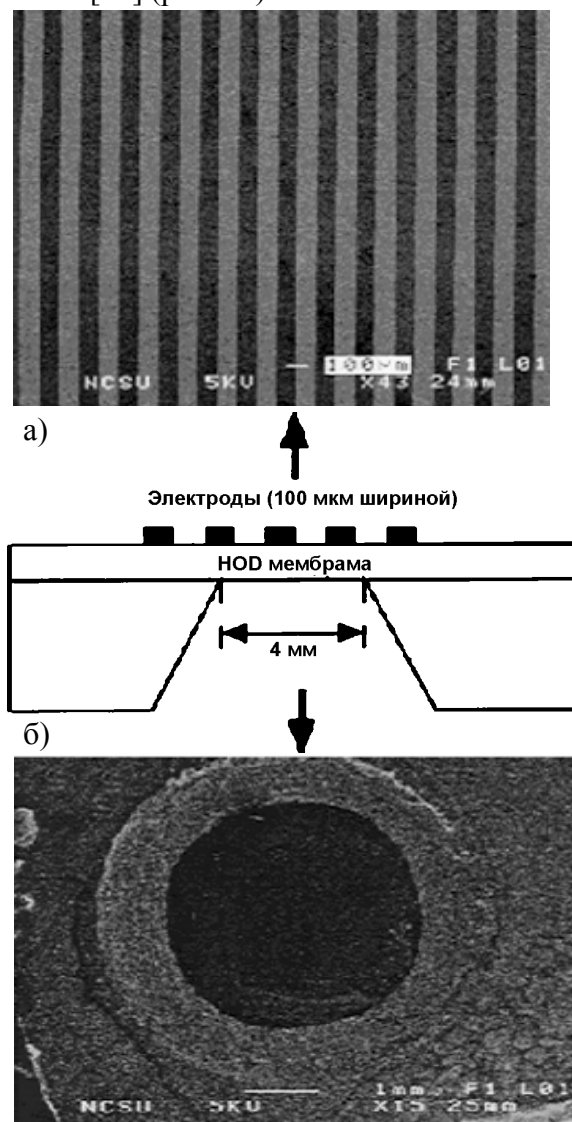 100μm F1 L01
NCSU 5KV X43 24mm
а)
Электроды (100 мкм шириной)
HOD мембрама
4 мм
б)
1mm F1 L01
NCSU 5KV X15 25mm